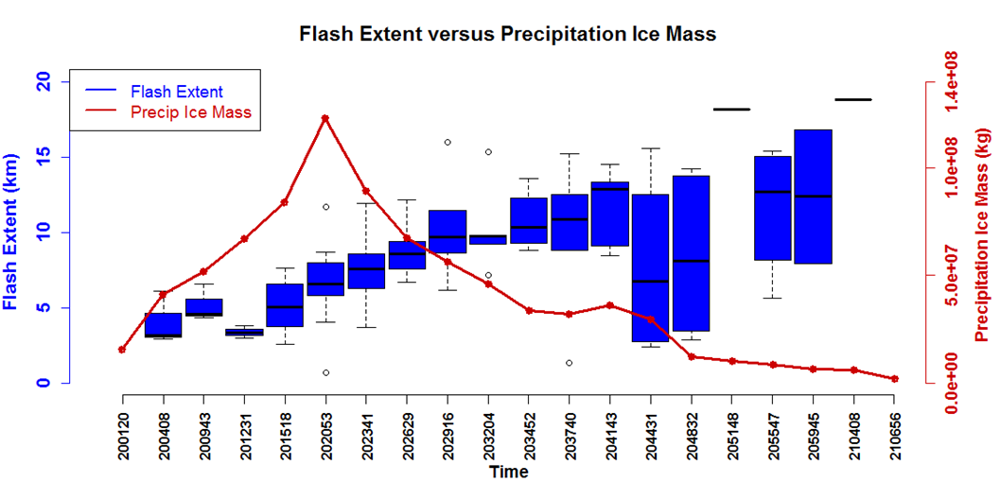 Flash Extent versus Precipitation Ice Mass
Flash Extent
Precip Ice Mass
Flash Extent (km)
20
15
10
5
0
1.4e+08
1.0e+08
5.0e+07
0.0e+00
Precipitation Ice Mass (kg)
200120
200408
200943
201231
201518
202053
202341
202629
202916
203204
203452
203740
204143
204431
204832
205148
205547
205945
210408
210656
Time